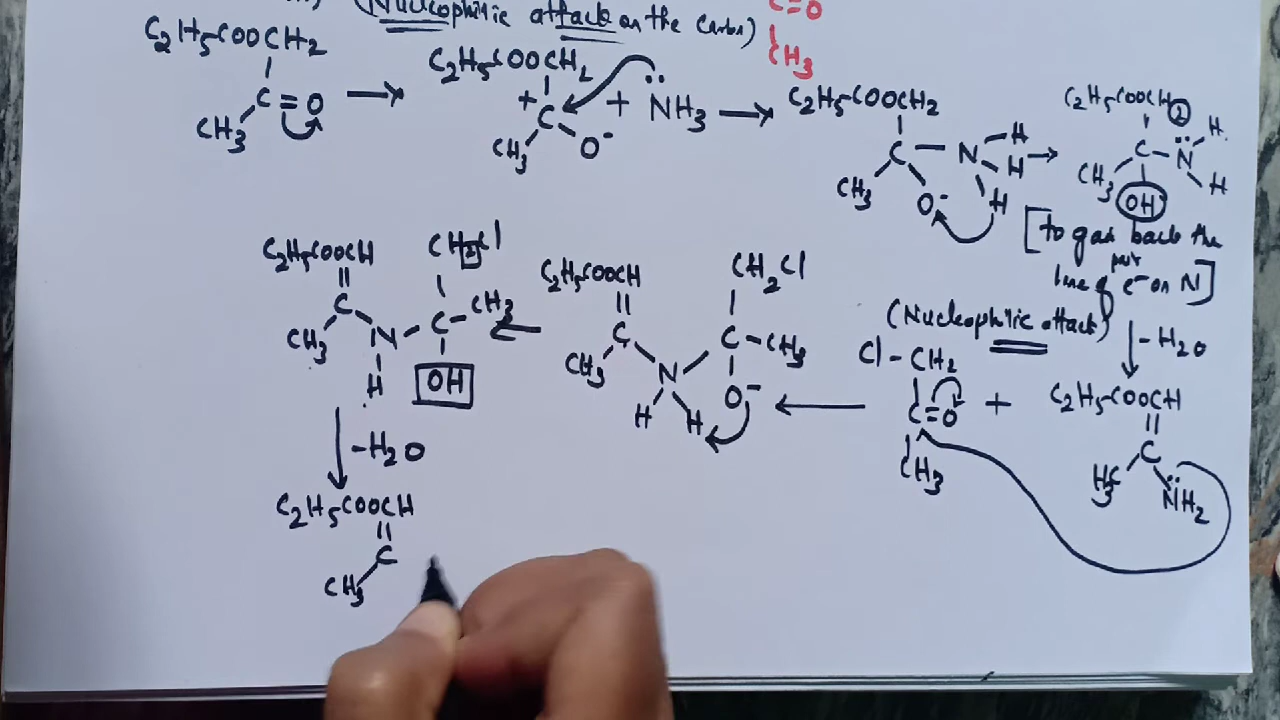 (Nucleophilic attack on the carbon)
C=O
CH3
C2H5COOCH2
C=O
CH3
C2H5COOCH2
+
C
CH3
O-
+ NH3
C2H5COOCH2
C - N - H
H
H
CH3
O-
C2H5COOCH2
C - N
H
H
CH3
OH
[to gain back the
pair
lone of e- on N]
-H2O
C2H5COOCH
C
H3C
NH2
+
(Nucleophilic attack)
Cl-CH2
C=O
CH3
C2H5COOCH
CH2Cl
C
C-CH3
CH3
N
O-
H
H
C2H5COOCH
CH2Cl
C
C-CH3
CH3
N
H
OH
-H2O
C2H5COOCH
C
CH3